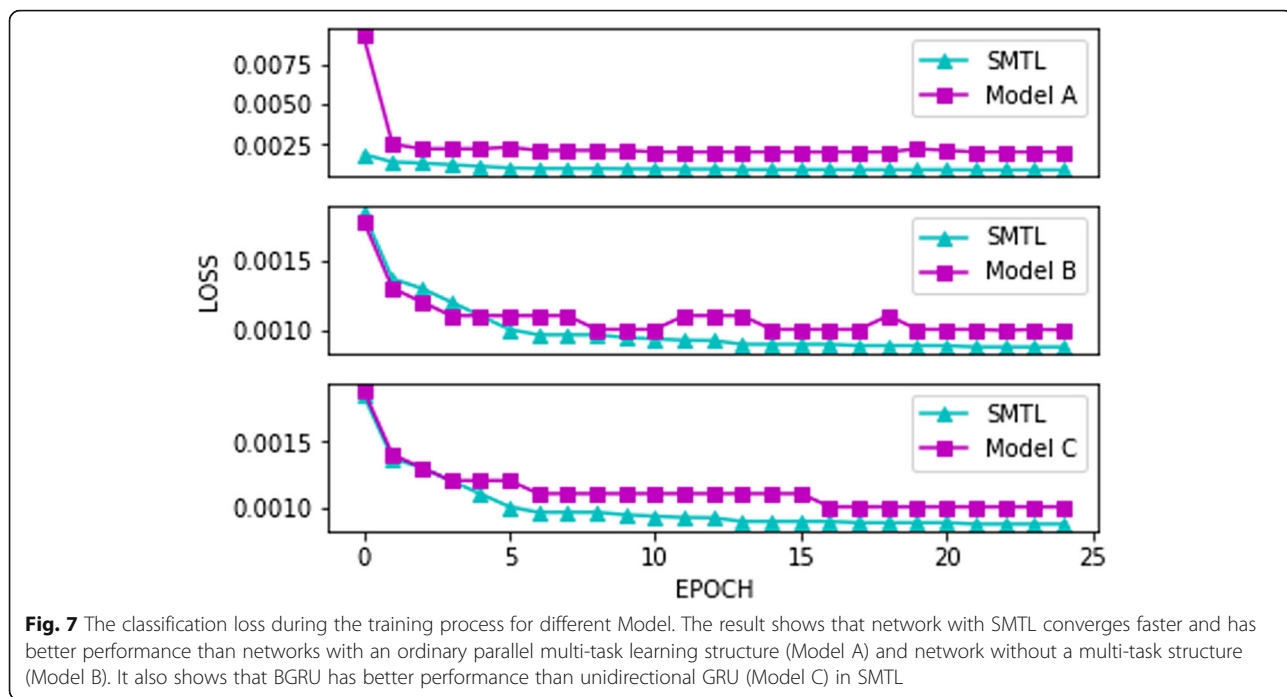 0.0075
0.0050
0.0025
SMTL
Model A
0.0015
0.0010
SMTL
Model B
LOSS
0.0015
0.0010
SMTL
Model C
0 5 10 15 20 25
EPOCH
Fig. 7 The classification loss during the training process for different Model. The result shows that network with SMTL converges faster and has
better performance than networks with an ordinary parallel multi-task learning structure (Model A) and network without a multi-task structure
(Model B). It also shows that BGRU has better performance than unidirectional GRU (Model C) in SMTL